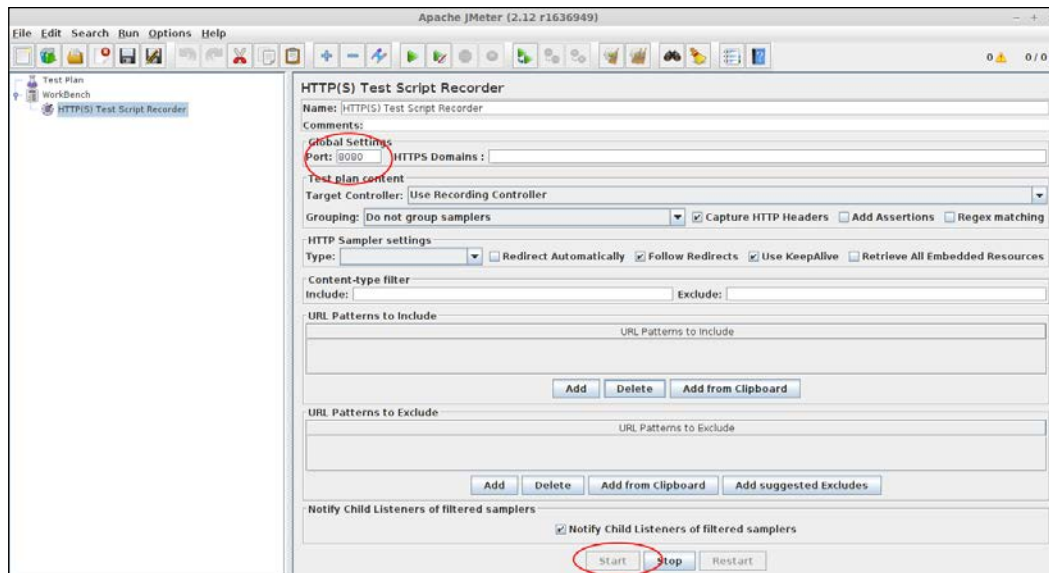 Apache JMeter (2.12 r1636949)
File Edit Search Run Options Help
0 0/0
Test Plan
WorkBench
HTTP(S) Test Script Recorder
HTTP(S) Test Script Recorder
Name: HTTP(S) Test Script Recorder
Comments:
Global Settings
Port: 8080 HTTPS Domains :
Test plan content
Target Controller: Use Recording Controller
Grouping: Do not group samplers Capture HTTP Headers Add Assertions Regex matching
HTTP Sampler settings
Type: Redirect Automatically Follow Redirects Use KeepAlive Retrieve All Embedded Resources
Content-type filter
Include: Exclude:
URL Patterns to Include
URL Patterns to Include
Add Delete Add from Clipboard
URL Patterns to Exclude
URL Patterns to Exclude
Add Delete Add from Clipboard Add suggested Excludes
Notify Child Listeners of filtered samplers
Notify Child Listeners of filtered samplers
Start Stop Restart